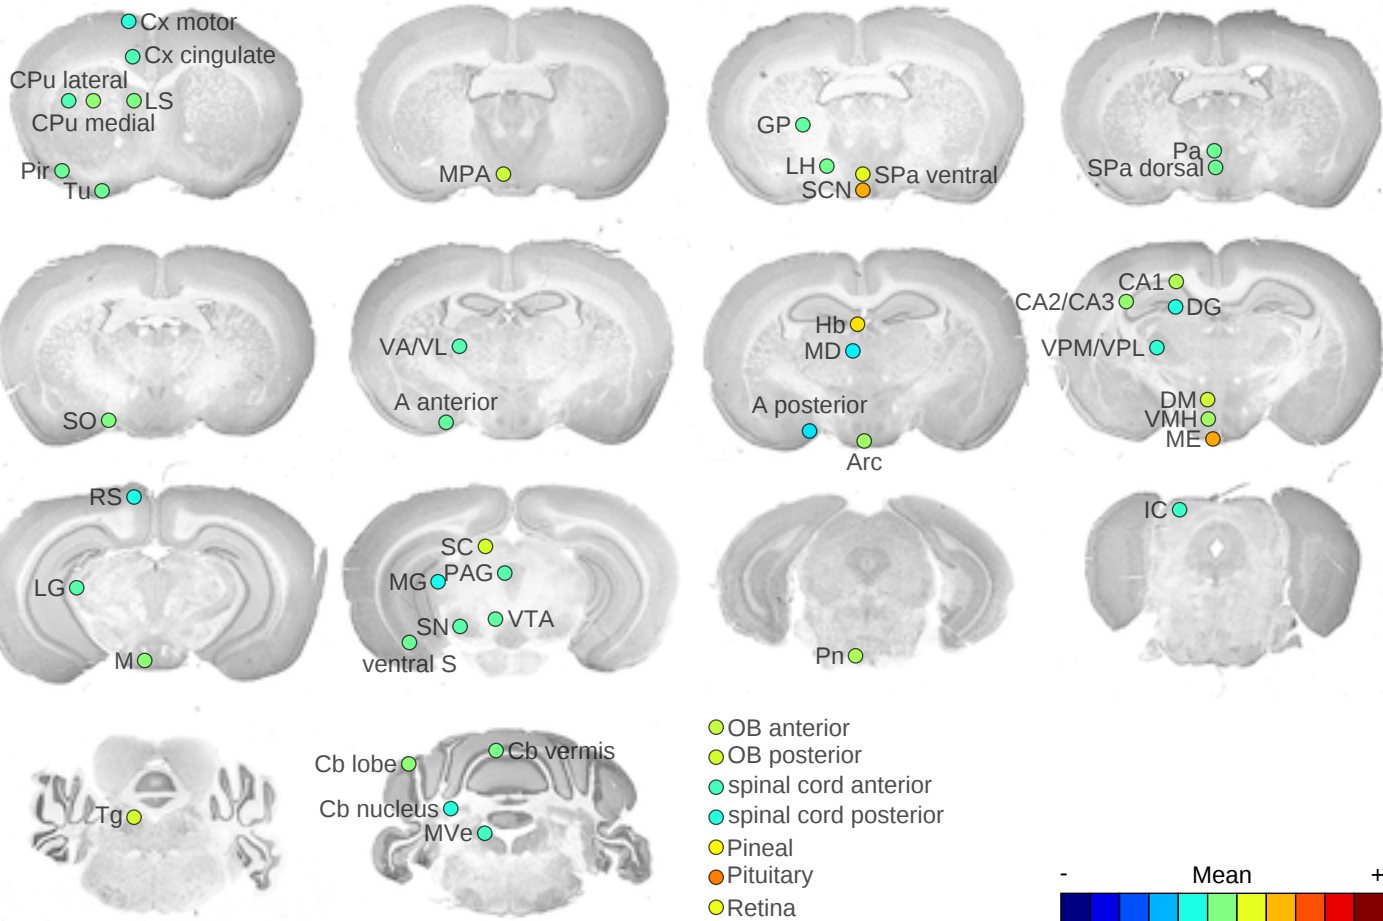 Cx motor
Cx cingulate
CPu lateral
LS
CPu medial
Pir
Tu
MPA
GP
LH
SPa ventral
SCN
Pa
SPa dorsal
SO
VA/VL
A anterior
Hb
MD
A posterior
Arc
CA1
CA2/CA3
DG
VPM/VPL
DM
VMH
ME
RS
LG
M
SC
MG
PAG
SN
VTA
ventral S
Pn
IC
Tg
Cb lobe
Cb vermis
Cb nucleus
MVe
OB anterior
OB posterior
spinal cord anterior
spinal cord posterior
Pineal
Pituitary
Retina
- Mean +